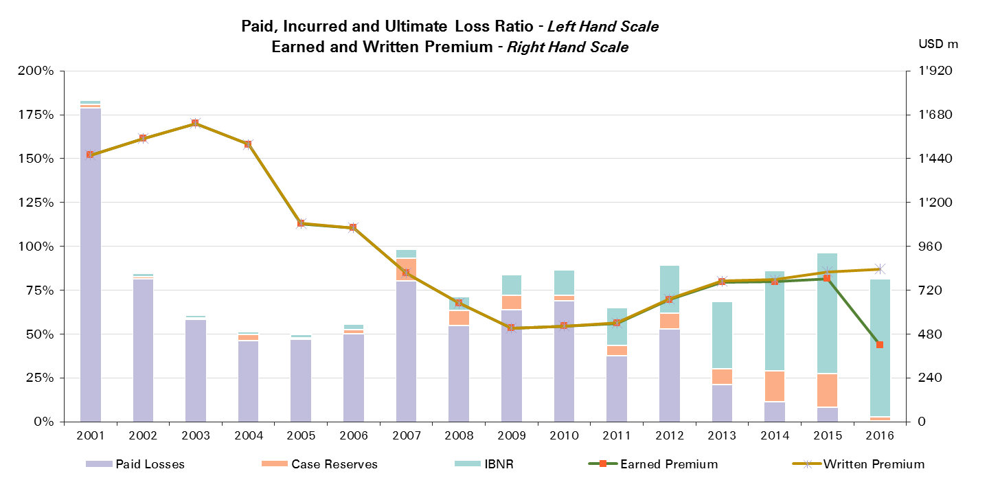 Paid, Incurred and Ultimate Loss Ratio - Left Hand Scale
Earned and Written Premium - Right Hand Scale
USD m
200% 1'920
175% 1'680
150% 1'440
125% 1'200
100% 960
75% 720
50% 480
25% 240
0% 0
2001 2002 2003 2004 2005 2006 2007 2008 2009 2010 2011 2012 2013 2014 2015 2016
Paid Losses Case Reserves IBNR Earned Premium Written Premium